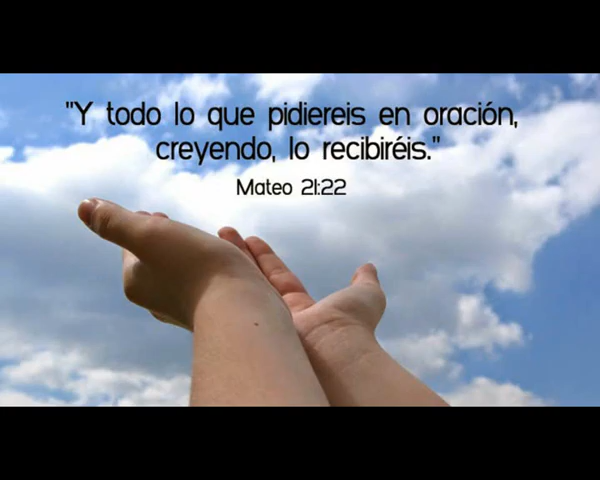 "Y todo lo que pidiereis en oración,
creyendo, lo recibiréis."
Mateo 21:22